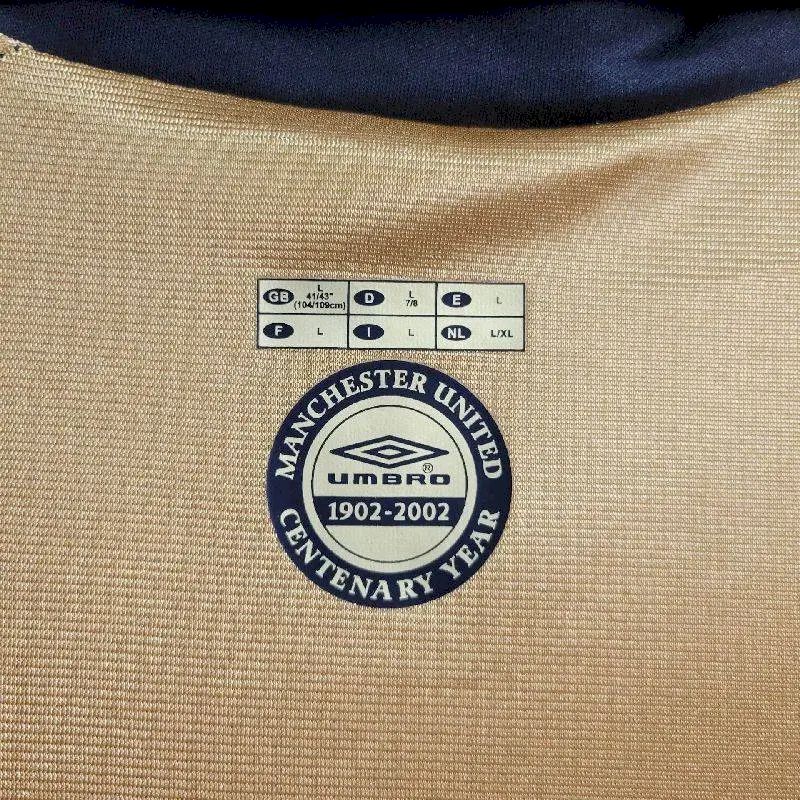 GB L 41/43" (104/109cm) D L 7/8 E L
F L I L NL L/XL
MANCHESTER UNITED
UMBRO®
1902-2002
CENTENARY YEAR